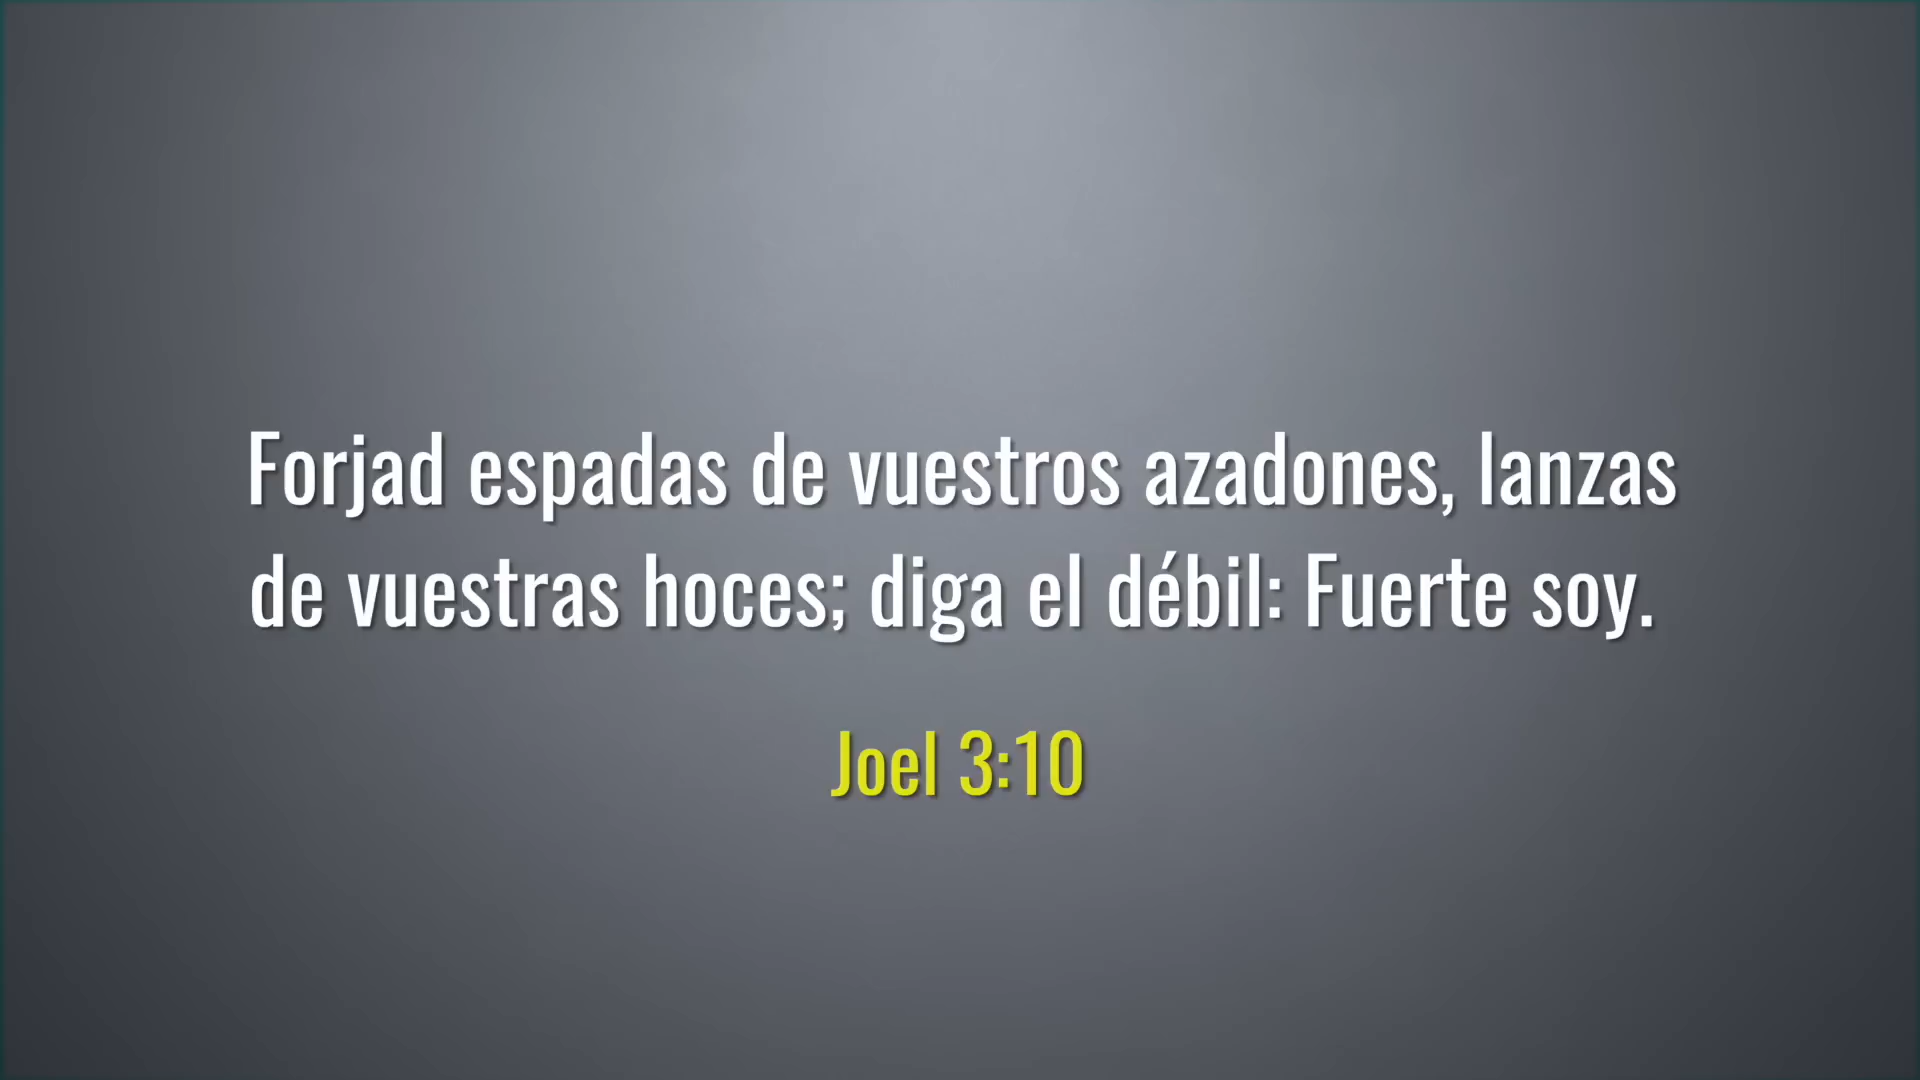 Forjad espadas de vuestros azadones, lanzas
de vuestras hoces; diga el débil: Fuerte soy.
Joel 3:10